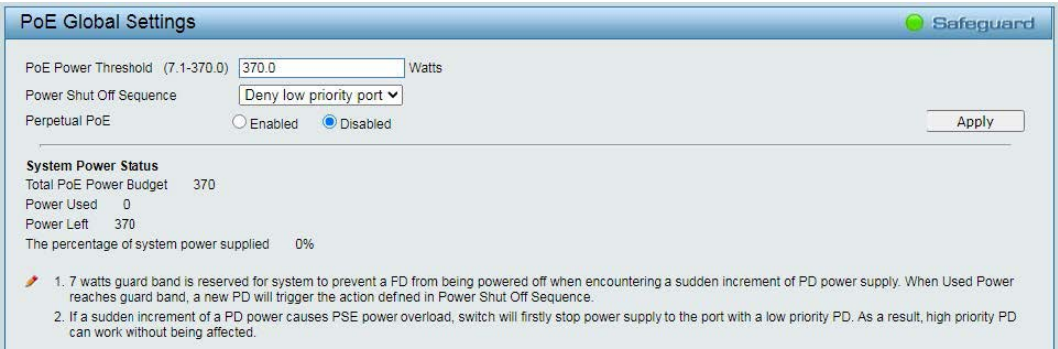 PoE Global Settings
Safeguard
PoE Power Threshold (7.1-370.0) 370.0 Watts
Power Shut Off Sequence Deny low priority port
Perpetual PoE Enabled Disabled
Apply
System Power Status
Total PoE Power Budget 370
Power Used 0
Power Left 370
The percentage of system power supplied 0%
1. 7 watts guard band is reserved for system to prevent a FD from being powered off when encountering a sudden increment of PD power supply. When Used Power
reaches guard band, a new PD will trigger the action defned in Power Shut Off Sequence.
2. If a sudden increment of a PD power causes PSE power overload, switch will firstly stop power supply to the port with a low priority PD. As a result, high priority PD
can work without being affected.